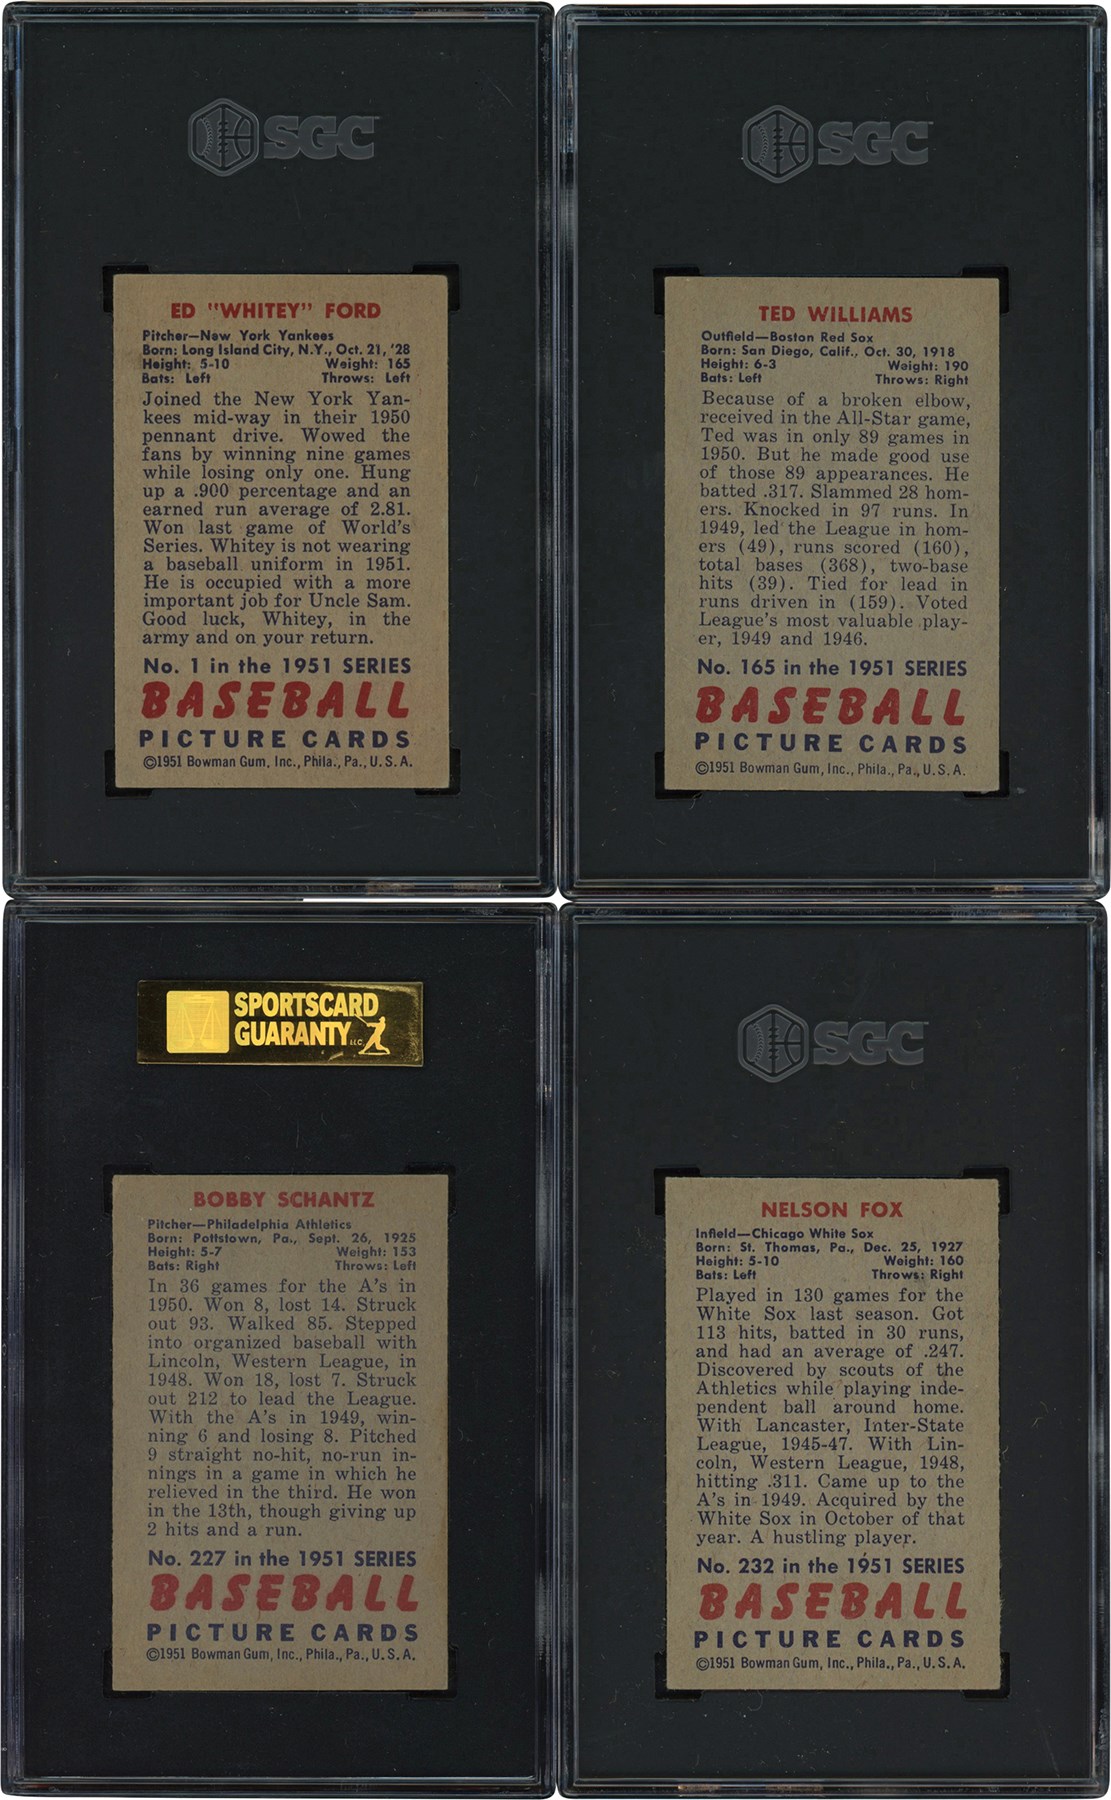 SGC
ED "WHITEY" FORD
Pitcher—New York Yankees
Born: Long Island City, N.Y., Oct. 21, '28
Height: 5-10 Weight: 165
Bats: Left Throws: Left
Joined the New York Yan-
kees mid-way in their 1950
pennant drive. Wowed the
fans by winning nine games
while losing only one. Hung
up a .900 percentage and an
earned run average of 2.81.
Won last game of World's
Series. Whitey is not wearing
a baseball uniform in 1951.
He is occupied with a more
important job for Uncle Sam.
Good luck, Whitey, in the
army and on your return.
No. 1 in the 1951 SERIES
BASEBALL
PICTURE CARDS
©1951 Bowman Gum, Inc., Phila., Pa., U.S.A.
SGC
TED WILLIAMS
Outfield—Boston Red Sox
Born: San Diego, Calif., Oct. 30, 1918
Height: 6-3 Weight: 190
Bats: Left Throws: Right
Because of a broken elbow,
received in the All-Star game,
Ted was in only 89 games in
1950. But he made good use
of those 89 appearances. He
batted .317. Slammed 28 hom-
ers. Knocked in 97 runs. In
1949, led the League in hom-
ers (49), runs scored (160),
total bases (368), two-base
hits (39). Tied for lead in
runs driven in (159). Voted
League's most valuable play-
er, 1949 and 1946.
No. 165 in the 1951 SERIES
BASEBALL
PICTURE CARDS
©1951 Bowman Gum, Inc., Phila., Pa., U.S.A.
SPORTSCARD
GUARANTY LLC.
BOBBY SCHANTZ
Pitcher—Philadelphia Athletics
Born: Pottstown, Pa., Sept. 26, 1925
Height: 5-7 Weight: 153
Bats: Right Throws: Left
In 36 games for the A's in
1950. Won 8, lost 14. Struck
out 93. Walked 85. Stepped
into organized baseball with
Lincoln, Western League, in
1948. Won 18, lost 7. Struck
out 212 to lead the League.
With the A's in 1949, win-
ning 6 and losing 8. Pitched
9 straight no-hit, no-run in-
nings in a game in which he
relieved in the third. He won
in the 13th, though giving up
2 hits and a run.
No. 227 in the 1951 SERIES
BASEBALL
PICTURE CARDS
©1951 Bowman Gum, Inc., Phila., Pa., U.S.A.
SGC
NELSON FOX
Infield—Chicago White Sox
Born: St. Thomas, Pa., Dec. 25, 1927
Height: 5-10 Weight: 160
Bats: Left Throws: Right
Played in 130 games for the
White Sox last season. Got
113 hits, batted in 30 runs,
and had an average of .247.
Discovered by scouts of the
Athletics while playing inde-
pendent ball around home.
With Lancaster, Inter-State
League, 1945-47. With Lin-
coln, Western League, 1948,
hitting .311. Came up to the
A's in 1949. Acquired by the
White Sox in October of that
year. A hustling player.
No. 232 in the 1951 SERIES
BASEBALL
PICTURE CARDS
©1951 Bowman Gum, Inc., Phila., Pa., U.S.A.